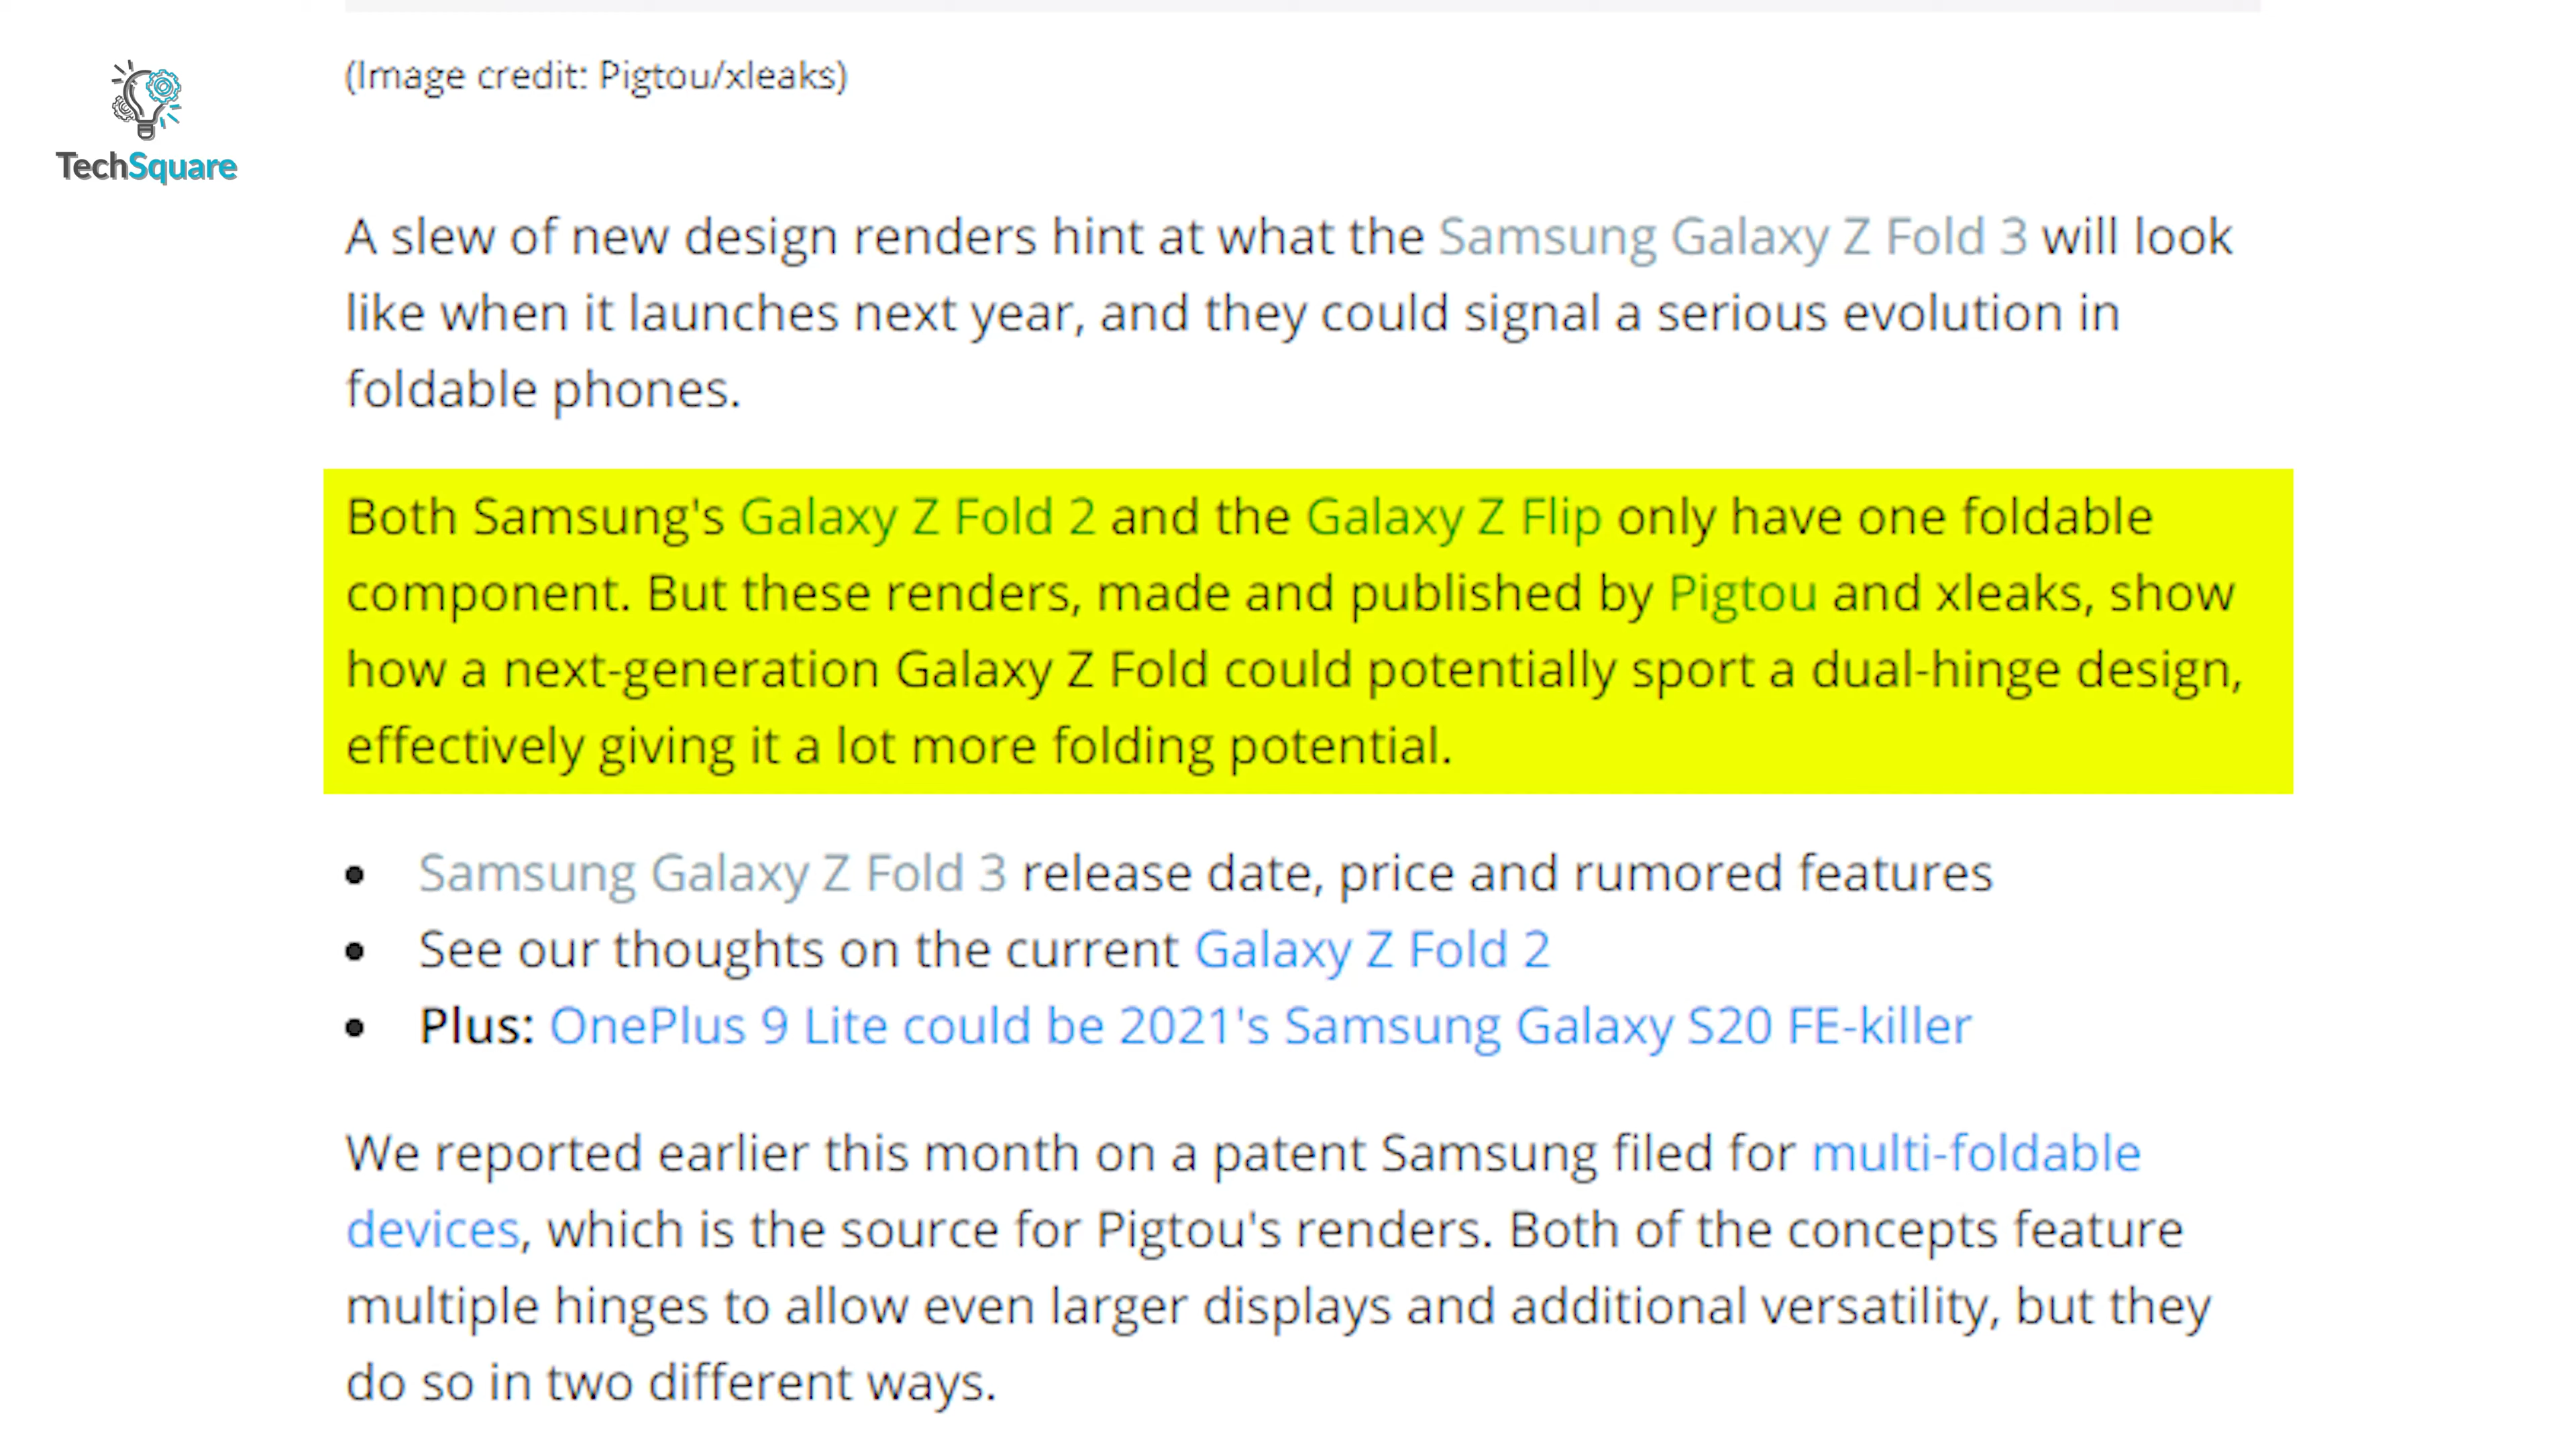 (Image credit: Pigtou/xleaks)
TechSquare
A slew of new design renders hint at what the Samsung Galaxy Z Fold 3 will look
like when it launches next year, and they could signal a serious evolution in
foldable phones.
Both Samsung's Galaxy Z Fold 2 and the Galaxy Z Flip only have one foldable
component. But these renders, made and published by Pigtou and xleaks, show
how a next-generation Galaxy Z Fold could potentially sport a dual-hinge design,
effectively giving it a lot more folding potential.
• Samsung Galaxy Z Fold 3 release date, price and rumored features
• See our thoughts on the current Galaxy Z Fold 2
• Plus: OnePlus 9 Lite could be 2021's Samsung Galaxy S20 FE-killer
We reported earlier this month on a patent Samsung filed for multi-foldable
devices, which is the source for Pigtou's renders. Both of the concepts feature
multiple hinges to allow even larger displays and additional versatility, but they
do so in two different ways.